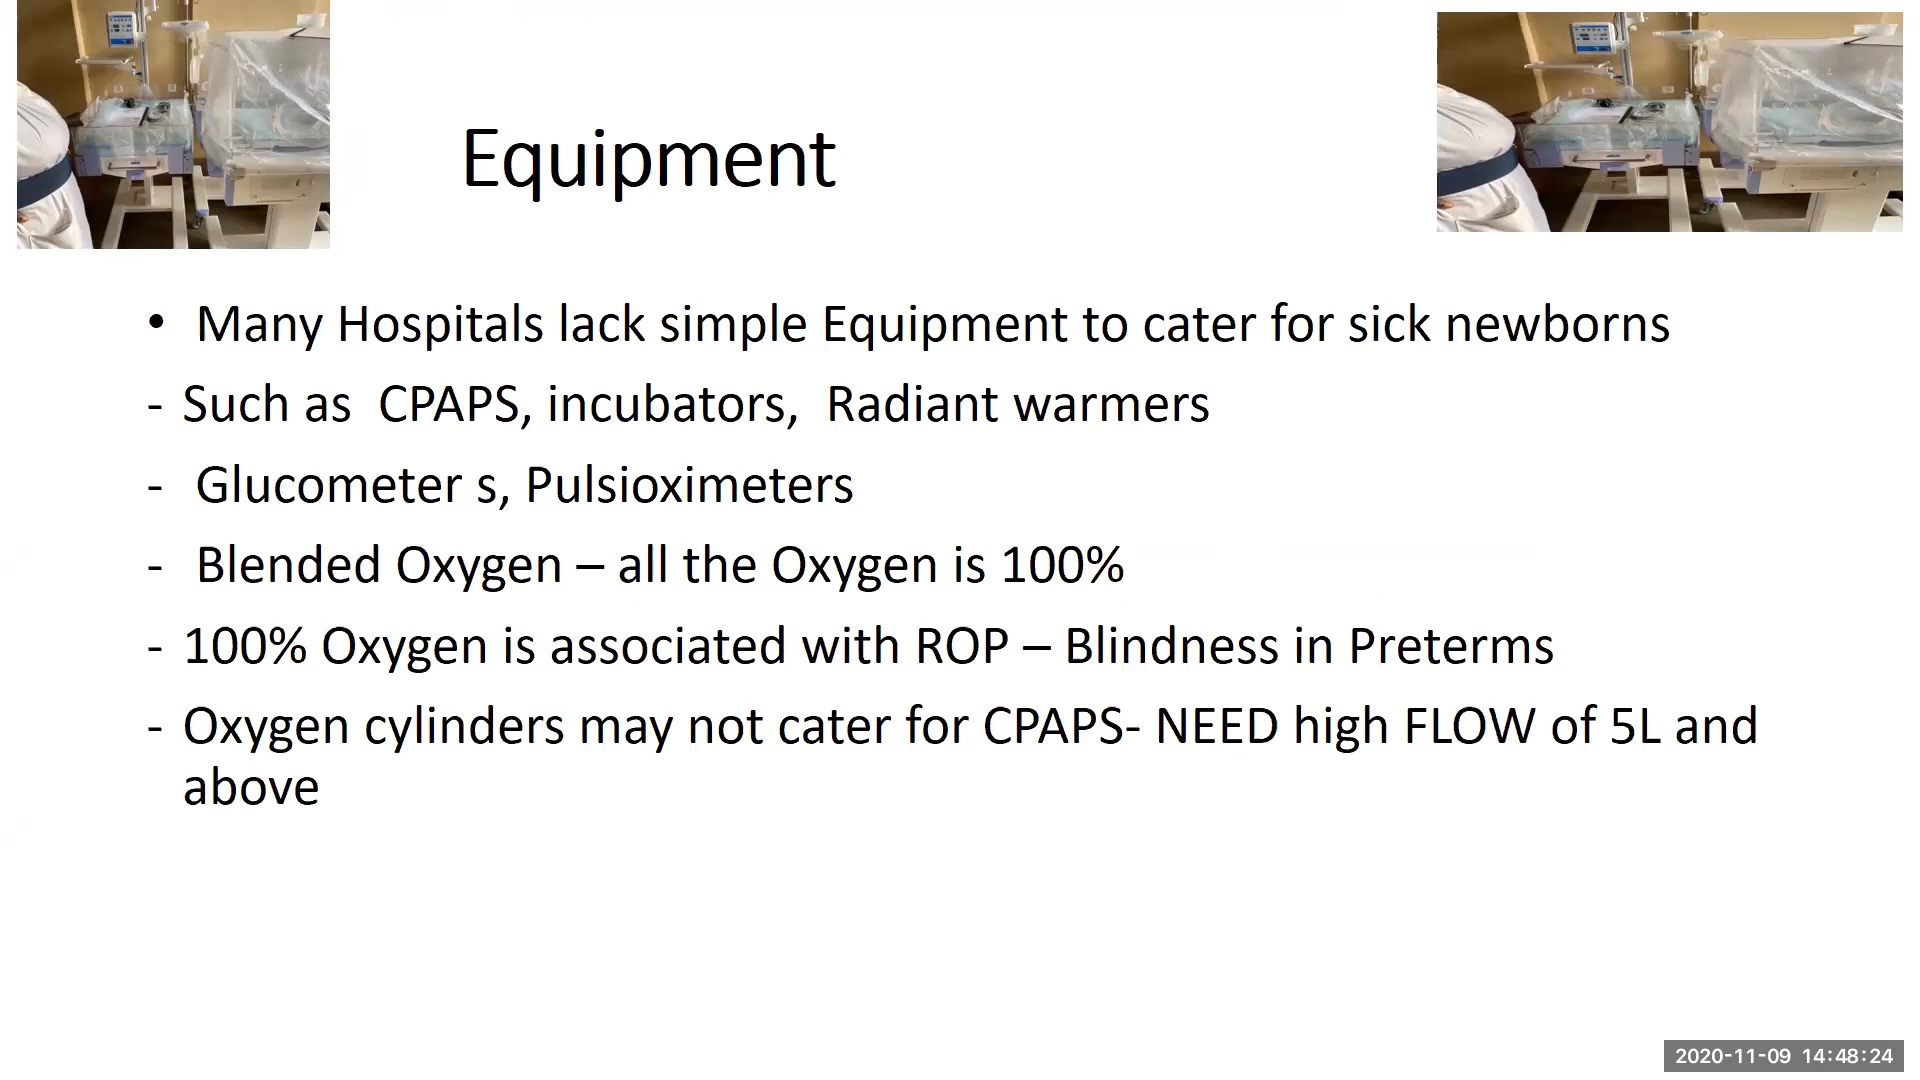 Equipment
• Many Hospitals lack simple Equipment to cater for sick newborns
- Such as CPAPS, incubators, Radiant warmers
- Glucometer s, Pulsioximeters
- Blended Oxygen – all the Oxygen is 100%
- 100% Oxygen is associated with ROP – Blindness in Preterms
- Oxygen cylinders may not cater for CPAPS- NEED high FLOW of 5L and
above
2020-11-09 14:48:24